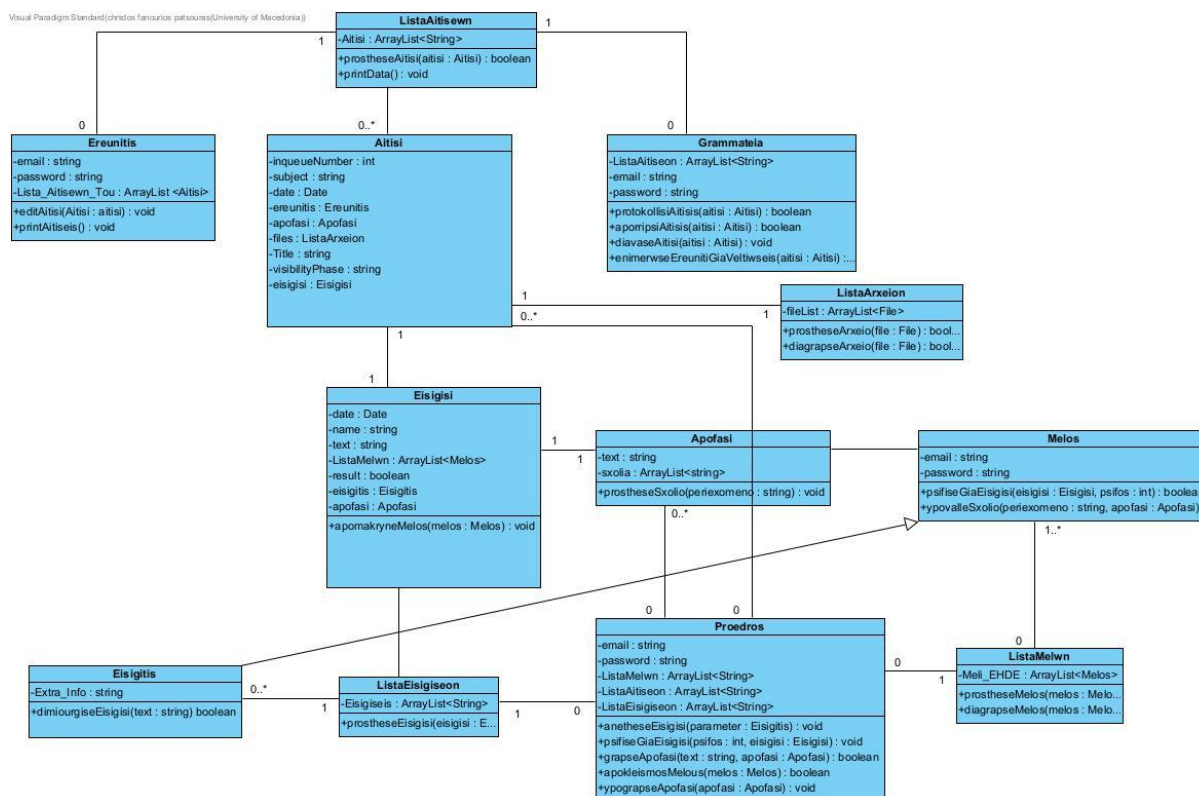 Visual Paradigm Standard(christos fanourios patsouras(University of Macedonia))
ListaAitisewn
-Aitisi : ArrayList<String>
+prostheseAitisi(aitisi : Aitisi) : boolean
+printData() : void
1
1
0
0..*
0
Ereunitis
-email : string
-password : string
-Lista_Aitisewn_Tou : ArrayList <Aitisi>
+editAitisi(Aitisi : aitisi) : void
+printAitiseis() : void
Aitisi
-inqueueNumber : int
-subject : string
-date : Date
-ereunitis : Ereunitis
-apofasi : Apofasi
-files : ListaArxeion
-Title : string
-visibilityPhase : string
-eisigisi : Eisigisi
Grammateia
-ListaAitiseon : ArrayList<String>
-email : string
-password : string
+protokollisiAitisis(aitisi : Aitisi) : boolean
+aporripsiAitisis(aitisi : Aitisi) : boolean
+diavaseAitisi(aitisi : Aitisi) : void
+enimerwseEreunitiGiaVeltiwseis(aitisi : Aitisi) :...
1
1
0..*
ListaArxeion
-fileList : ArrayList<File>
+prostheseArxeio(file : File) : bool...
+diagrapseArxeio(file : File) : bool...
1
1
Eisigisi
-date : Date
-name : string
-text : string
-ListaMelwn : ArrayList<Melos>
-result : boolean
-eisigitis : Eisigitis
-apofasi : Apofasi
+apomakryneMelos(melos : Melos) : void
1
1
Apofasi
-text : string
-sxolia : ArrayList<string>
+prostheseSxolio(periexomeno : string) : void
0..*
Melos
-email : string
-password : string
+psifiseGiaEisigisi(eisigisi : Eisigisi, psifos : int) : boolean
+ypovalleSxolio(periexomeno : string, apofasi : Apofasi)
1..*
0
0
0
Eisigitis
-Extra_Info : string
+dimiourgiseEisigisi(text : string) boolean
0..*
1
ListaEisigiseon
-Eisigiseis : ArrayList<String>
+prostheseEisigisi(eisigisi : E...
1
0
Proedros
-email : string
-password : string
-ListaMelwn : ArrayList<String>
-ListaAitiseon : ArrayList<String>
-ListaEisigiseon : ArrayList<String>
+anetheseEisigisi(parameter : Eisigitis) : void
+psifiseGiaEisigisi(psifos : int, eisigisi : Eisigisi) : void
+grapseApofasi(text : string, apofasi : Apofasi) : boolean
+apokleismosMelous(melos : Melos) : boolean
+ypograpseApofasi(apofasi : Apofasi) : void
0
1
ListaMelwn
-Meli_EHDE : ArrayList<Melos>
+prostheseMelos(melos : Melo...
+diagrapseMelos(melos : Melo...